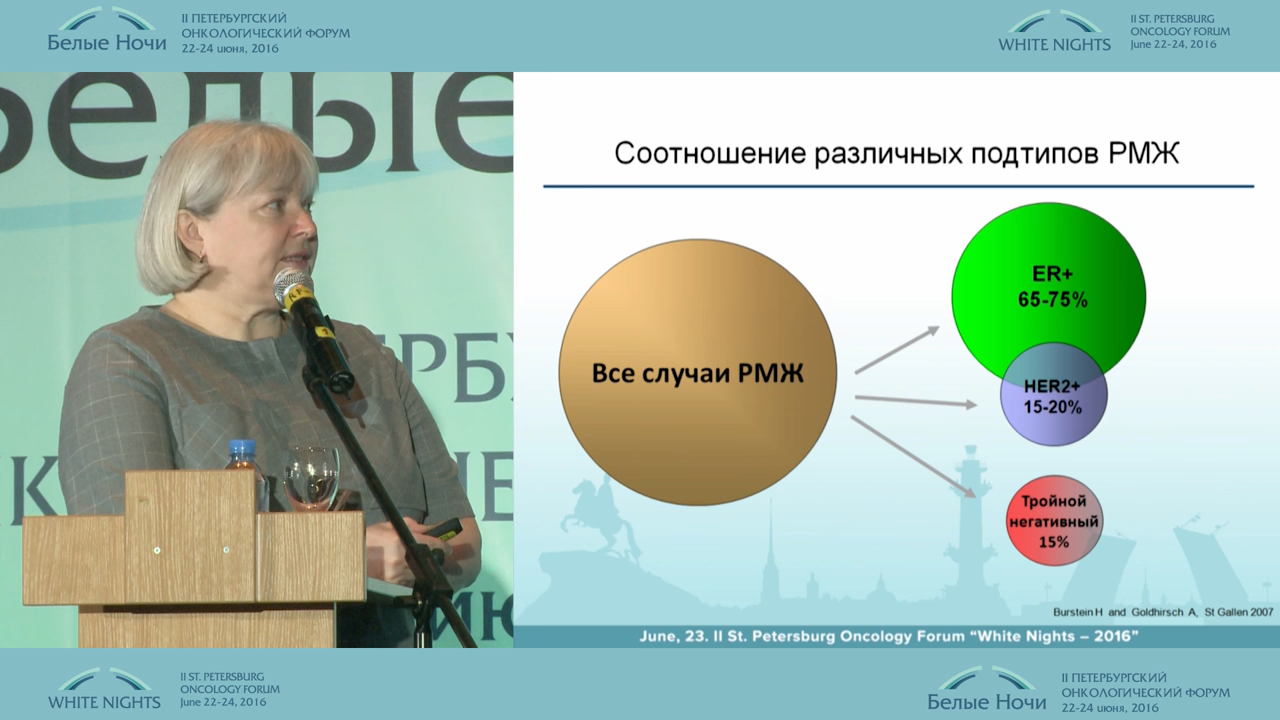 Белые Ночи
II ПЕТЕРБУРГСКИЙ
ОНКОЛОГИЧЕСКИЙ ФОРУМ
22-24 июня, 2016
WHITE NIGHTS
II ST. PETERSBURG
ONCOLOGY FORUM
June 22-24, 2016
Белые
Соотношение различных подтипов РМЖ
Все случаи РМЖ
ER+
65-75%
HER2+
15-20%
Тройной
негативный
15%
Burstein H and Goldhirsch A, St Gallen 2007
June, 23. II St. Petersburg Oncology Forum “White Nights – 2016”
WHITE NIGHTS
II ST. PETERSBURG
ONCOLOGY FORUM
June 22-24, 2016
Белые Ночи
II ПЕТЕРБУРГСКИЙ
ОНКОЛОГИЧЕСКИЙ ФОРУМ
22-24 июня, 2016